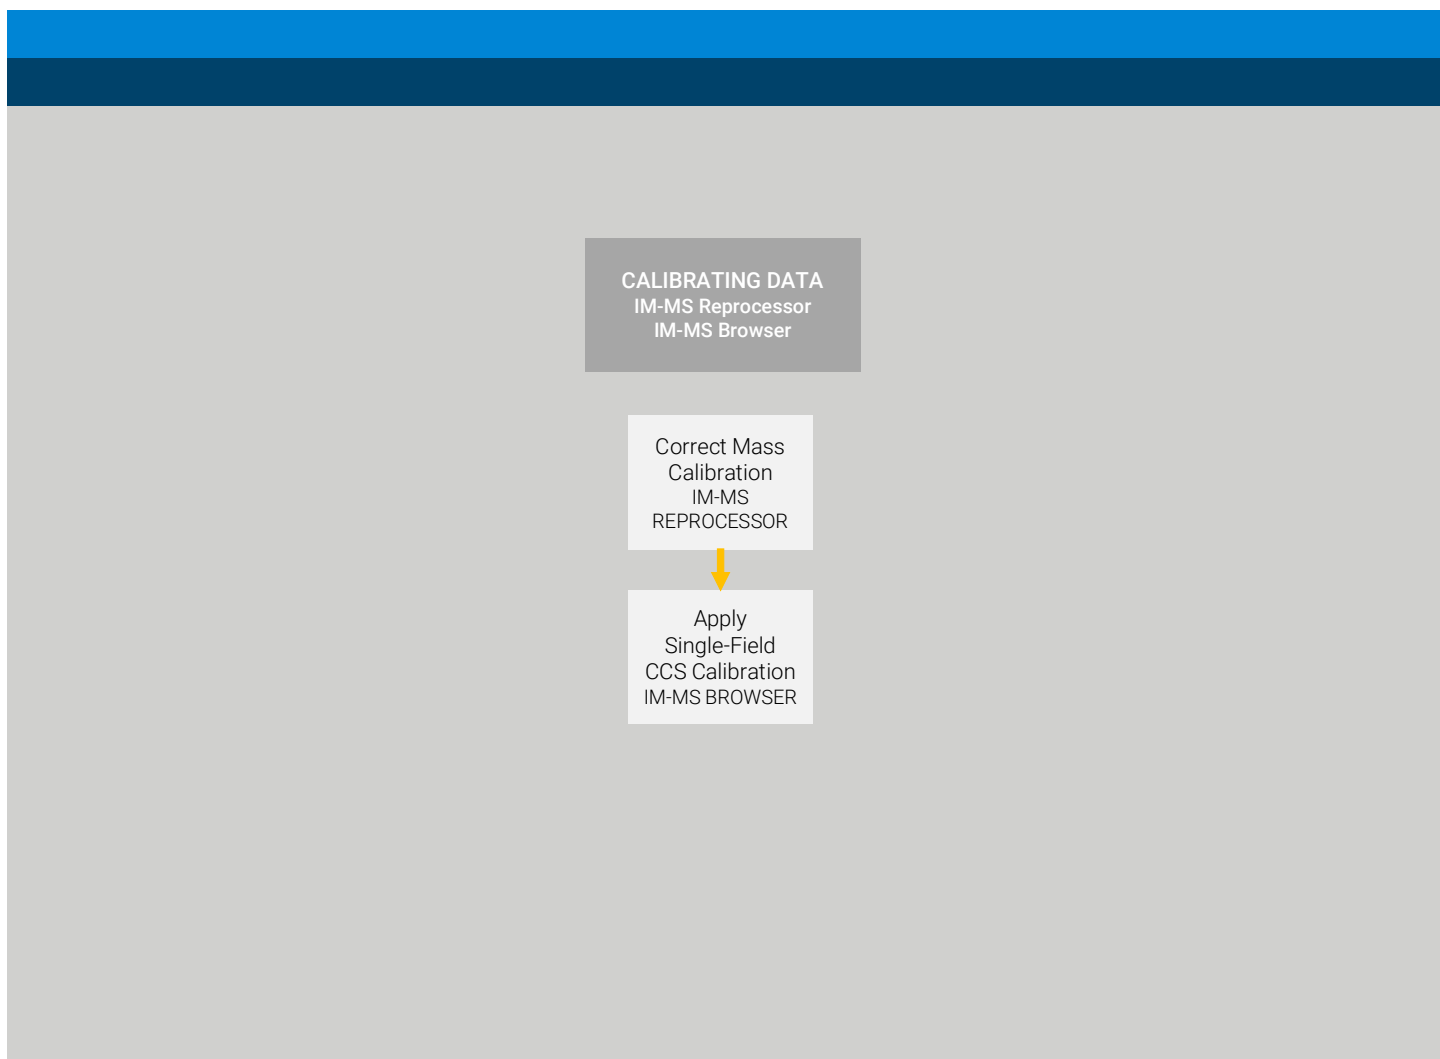 CALIBRATING DATA
IM-MS Reprocessor
IM-MS Browser
Correct Mass
Calibration
IM-MS
REPROCESSOR
Apply
Single-Field
CCS Calibration
IM-MS BROWSER